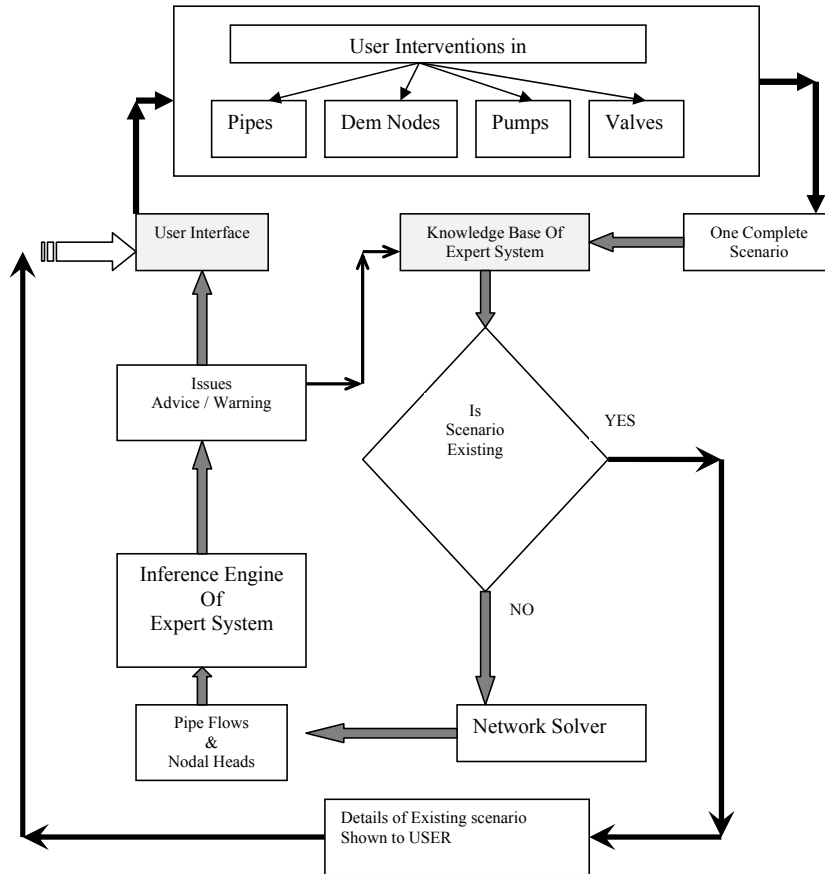 User Interventions in
Pipes
Dem Nodes
Pumps
Valves
User Interface
Knowledge Base Of
Expert System
One Complete
Scenario
Issues
Advice / Warning
Is
Scenario
Existing
YES
Inference Engine
Of
Expert System
NO
Pipe Flows
&
Nodal Heads
Network Solver
Details of Existing scenario
Shown to USER